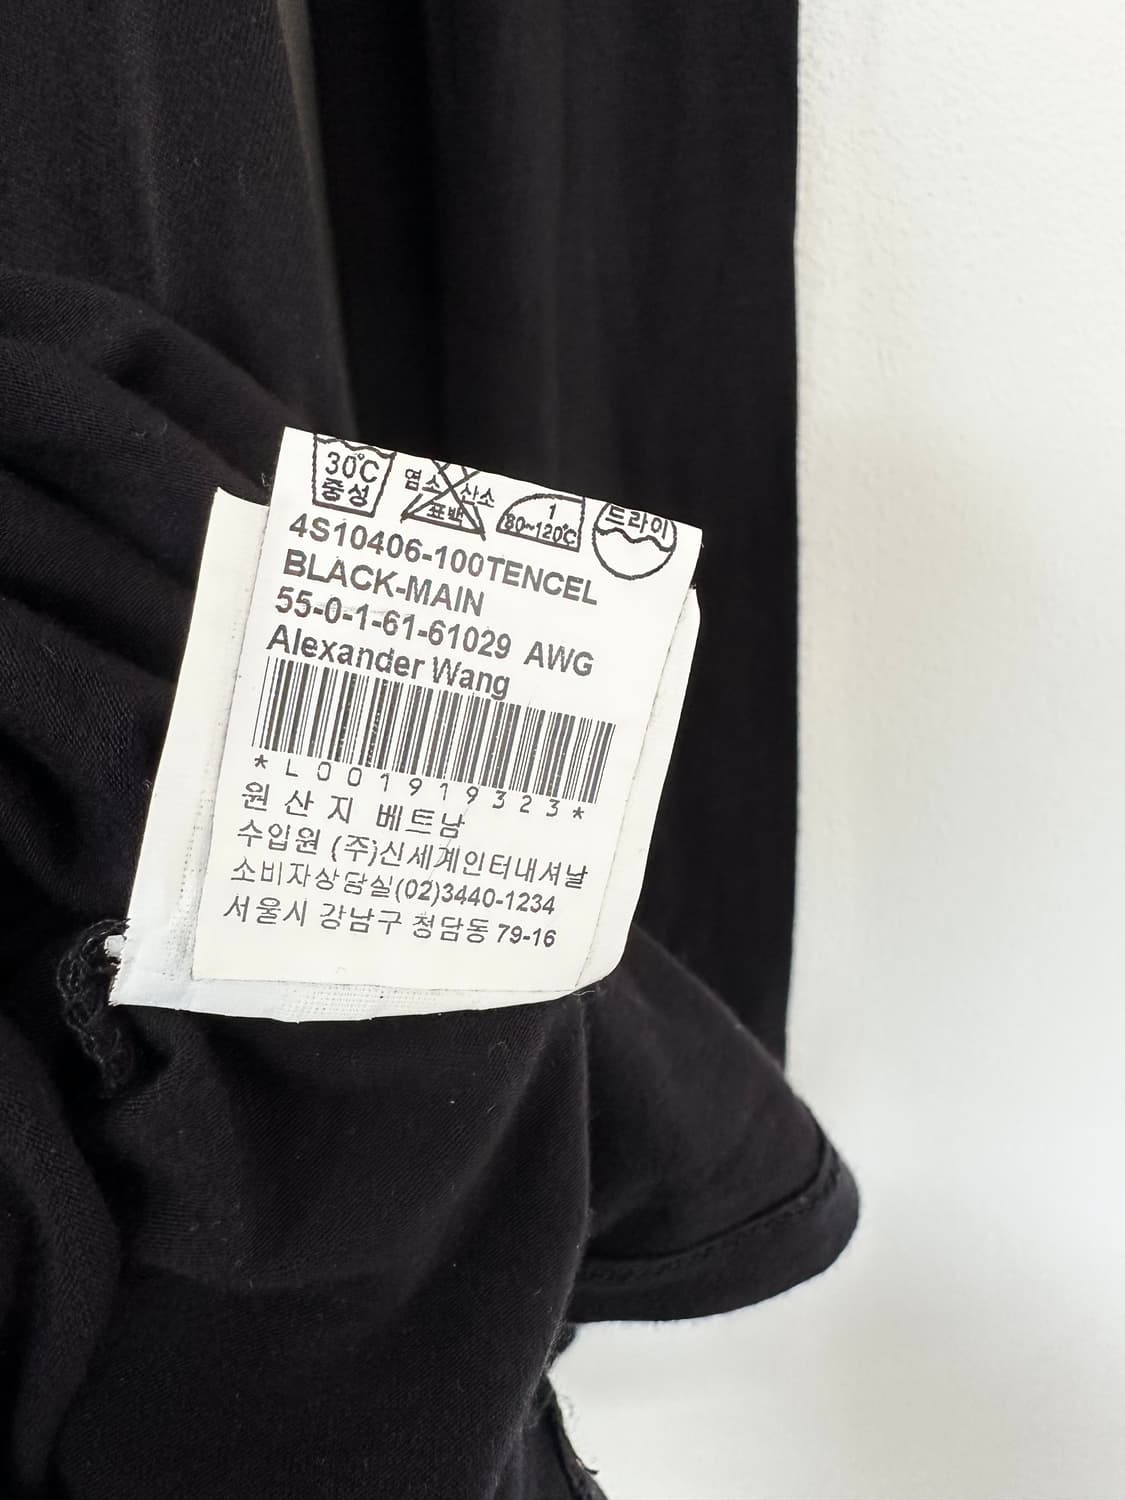 30℃ 중성
염소 산소 표백
1 80~120℃
드라이
4S10406-100TENCEL
BLACK-MAIN
55-0-1-61-61029 AWG
Alexander Wang
*L001919323*
원 산 지 베트남
수입원 (주)신세계인터내셔날
소비자상담실(02)3440-1234
서울시 강남구 청담동 79-16